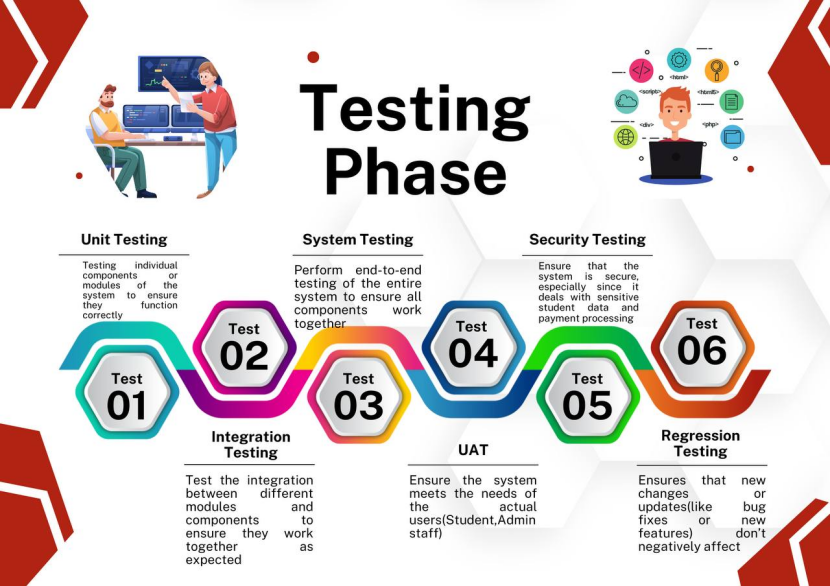 Testing
Phase
<html>
<script>
<html5>
<div>
<php>
</>
Unit Testing
Testing individual
components or
modules of the
system to ensure
they function
correctly
System Testing
Perform end-to-end
testing of the entire
system to ensure all
components work
together
Security Testing
Ensure that the
system is secure,
especially since it
deals with sensitive
student data and
payment processing
Test
01
Test
02
Test
03
Test
04
Test
05
Test
06
Integration
Testing
Test the integration
between different
modules and
components to
ensure they work
together as
expected
UAT
Ensure the system
meets the needs of
the actual
users(Student,Admin
staff)
Regression
Testing
Ensures that new
changes or
updates(like bug
fixes or new
features) don't
negatively affect